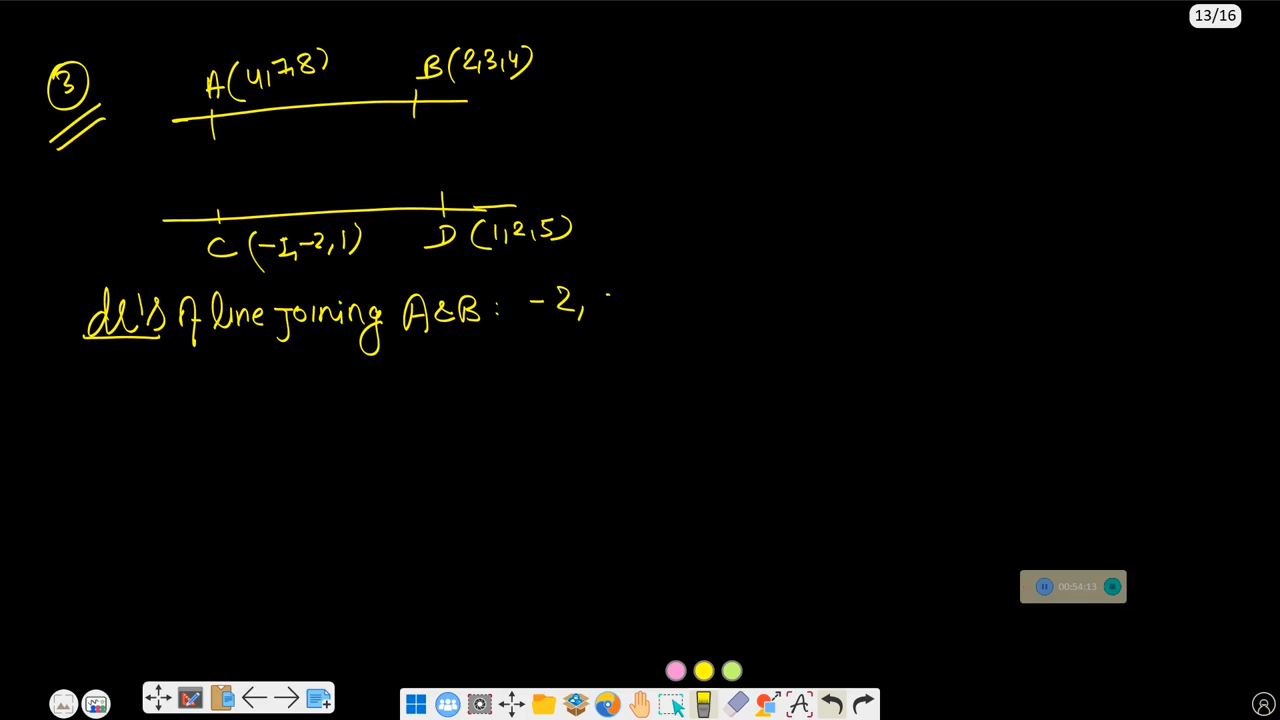 13/16
③ A(4,7,8) B(2,3,4)
C(-1,-2,1) D(1,2,5)
dr's of line joining A&B: -2,
00:54:13